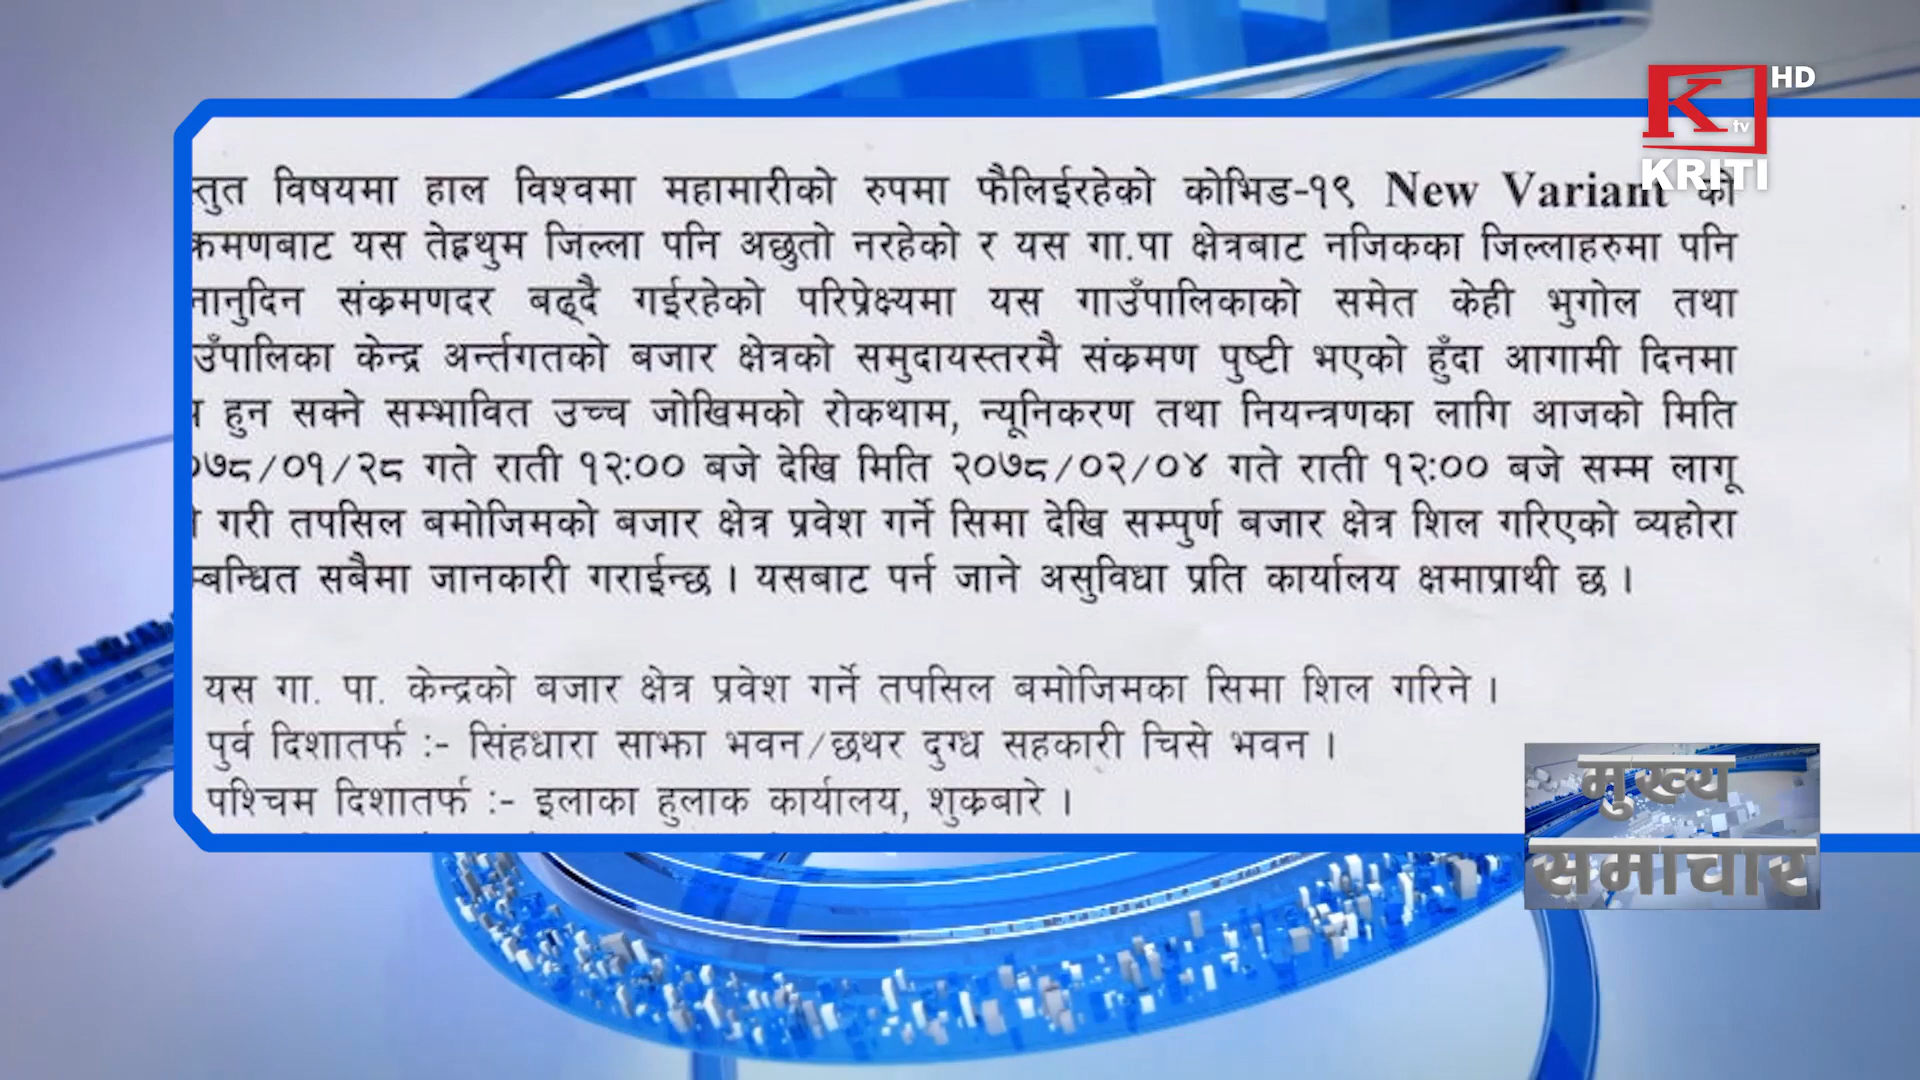 HD
K tv
KRITI
विषयमा हाल विश्वमा महामारीको रुपमा फैलिईरहेको कोभिड-१९ New Variant को
यस तेह्रथुम जिल्ला पनि अछुतो नरहेको र यस गा.पा क्षेत्रबाट नजिकका जिल्लाहरुमा पनि
संक्रमणदर बढ्दै गईरहेको परिप्रेक्ष्यमा यस गाउँपालिकाको समेत केही भुगोल तथा
केन्द्र अर्न्तगतको बजार क्षेत्रको समुदायस्तरमै संक्रमण पुष्टी भएको हुँदा आगामी दिनमा
हुन सक्ने सम्भावित उच्च जोखिमको रोकथाम, न्यूनिकरण तथा नियन्त्रणका लागि आजको मिति
०७८/०१/२८ गते राती १२:०० बजे देखि मिति २०७८/०२/०४ गते राती १२:०० बजे सम्म लागू
गरी तपसिल बमोजिमको बजार क्षेत्र प्रवेश गर्ने सिमा देखि सम्पुर्ण बजार क्षेत्र शिल गरिएको व्यहोरा
सबैमा जानकारी गराईन्छ । यसबाट पर्न जाने असुविधा प्रति कार्यालय क्षमाप्राथी छ ।
यस गा. पा. केन्द्रको बजार क्षेत्र प्रवेश गर्ने तपसिल बमोजिमका सिमा शिल गरिने ।
पुर्व दिशातर्फ :- सिंहधारा साझा भवन/छथर दुग्ध सहकारी चिसे भवन ।
पश्चिम दिशातर्फ :- इलाका हुलाक कार्यालय, शुक्रबारे ।
मुख्य
समाचार